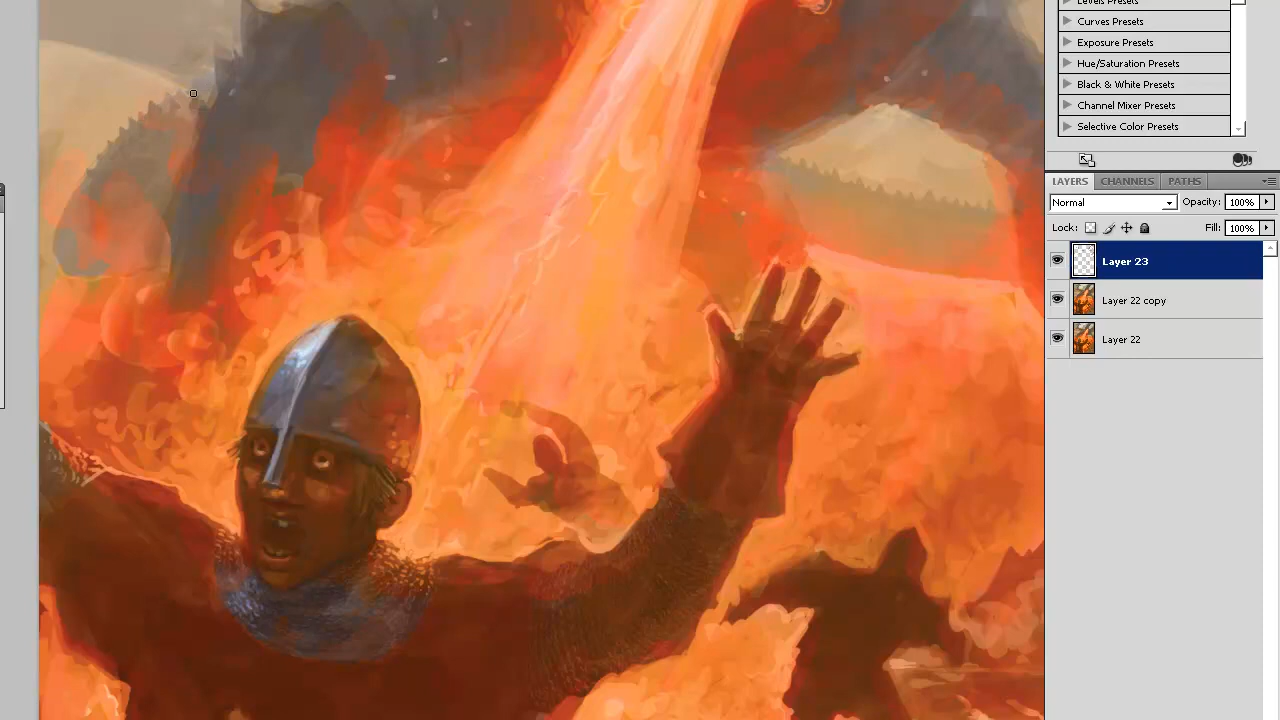 Levels Presets
Curves Presets
Exposure Presets
Hue/Saturation Presets
Black & White Presets
Channel Mixer Presets
Selective Color Presets
LAYERS CHANNELS PATHS
Normal Opacity: 100%
Lock: Fill: 100%
Layer 23
Layer 22 copy
Layer 22